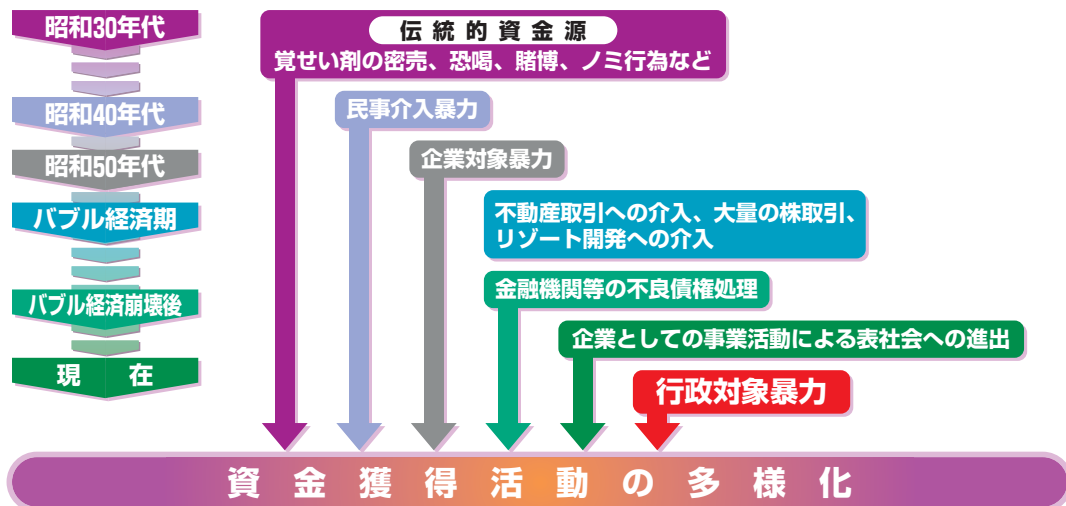 昭和30年代
伝統的資金源
覚せい剤の密売、恐喝、賭博、ノミ行為など
昭和40年代
民事介入暴力
昭和50年代
企業対象暴力
バブル経済期
不動産取引への介入、大量の株取引、
リゾート開発への介入
バブル経済崩壊後
金融機関等の不良債権処理
企業としての事業活動による表社会への進出
現在
行政対象暴力
資金獲得活動の多様化